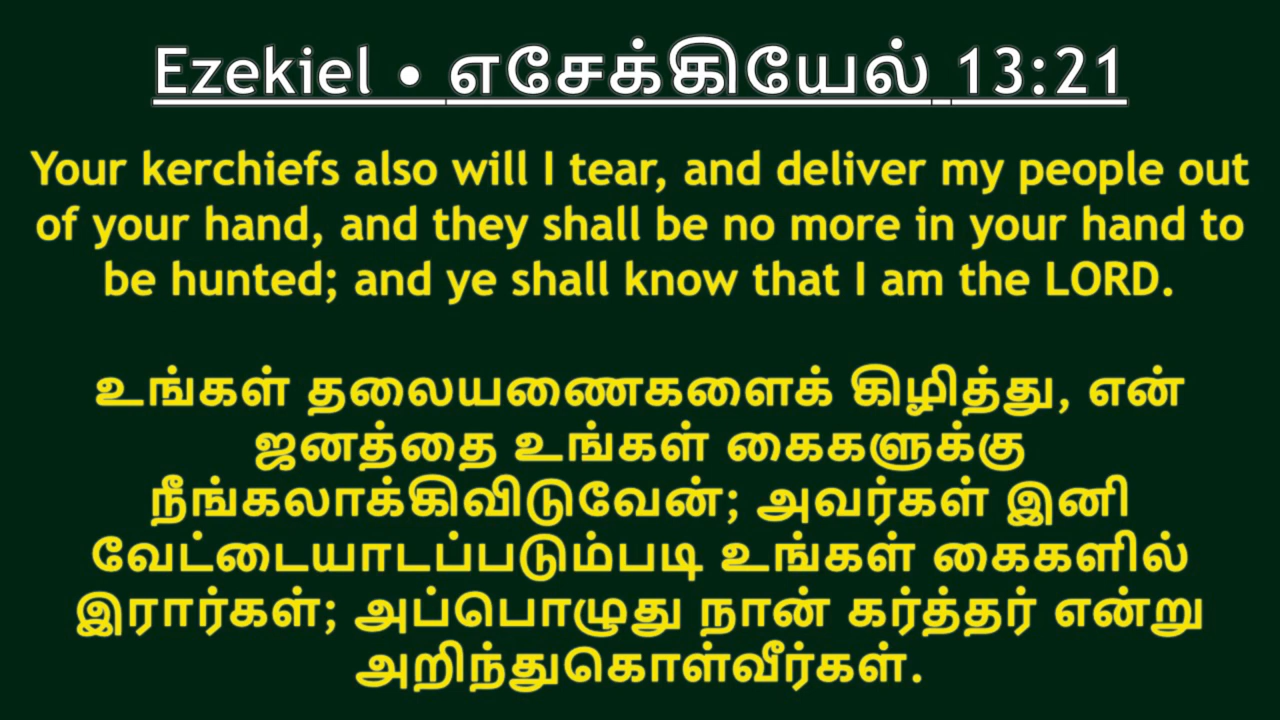 Ezekiel • எசேக்கியேல் 13:21
Your kerchiefs also will I tear, and deliver my people out
of your hand, and they shall be no more in your hand to
be hunted; and ye shall know that I am the LORD.
உங்கள் தலையணைகளைக் கிழித்து, என்
ஜனத்தை உங்கள் கைகளுக்கு
நீங்கலாக்கிவிடுவேன்; அவர்கள் இனி
வேட்டையாடப்படும்படி உங்கள் கைகளில்
இரார்கள்; அப்பொழுது நான் கர்த்தர் என்று
அறிந்துகொள்வீர்கள்.